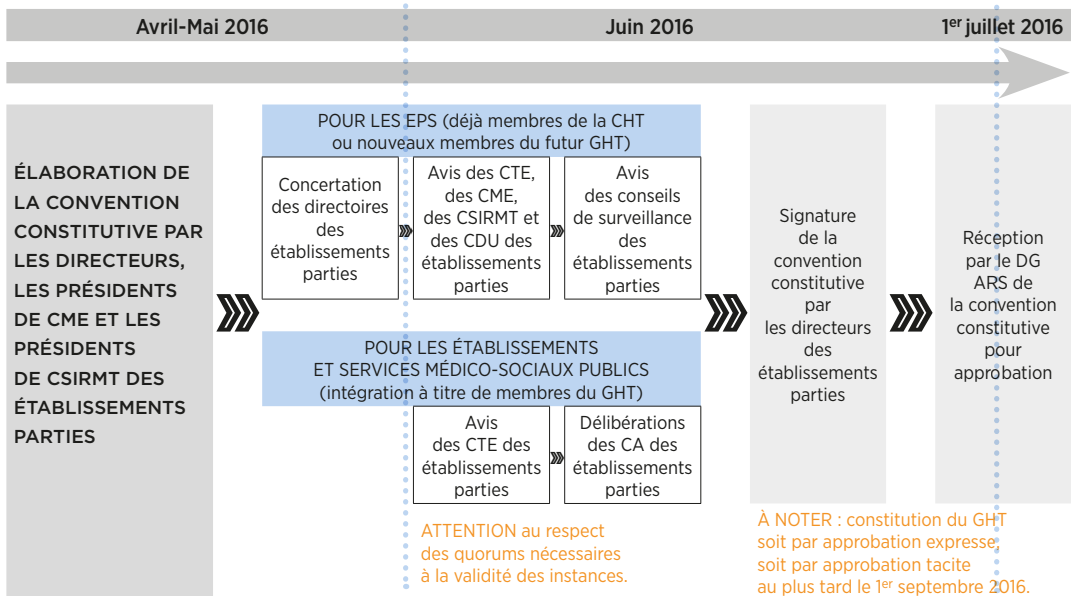 Avril-Mai 2016
Juin 2016
1er juillet 2016
ÉLABORATION DE
LA CONVENTION
CONSTITUTIVE PAR
LES DIRECTEURS,
LES PRÉSIDENTS
DE CME ET LES
PRÉSIDENTS
DE CSIRMT DES
ÉTABLISSEMENTS
PARTIES
POUR LES EPS (déjà membres de la CHT
ou nouveaux membres du futur GHT)
Concertation
des directoires
des
établissements
parties
Avis des CTE,
des CME,
des CSIRMT et
des CDU des
établissements
parties
Avis
des conseils
de surveillance
des
établissements
parties
POUR LES ÉTABLISSEMENTS
ET SERVICES MÉDICO-SOCIAUX PUBLICS
(intégration à titre de membres du GHT)
Avis
des CTE des
établissements
parties
Délibérations
des CA des
établissements
parties
ATTENTION au respect
des quorums nécessaires
à la validité des instances.
Signature
de la
convention
constitutive
par
les directeurs
des
établissements
parties
Réception
par le DG
ARS de
la convention
constitutive
pour
approbation
À NOTER : constitution du GHT
soit par approbation expresse,
soit par approbation tacite
au plus tard le 1er septembre 2016.